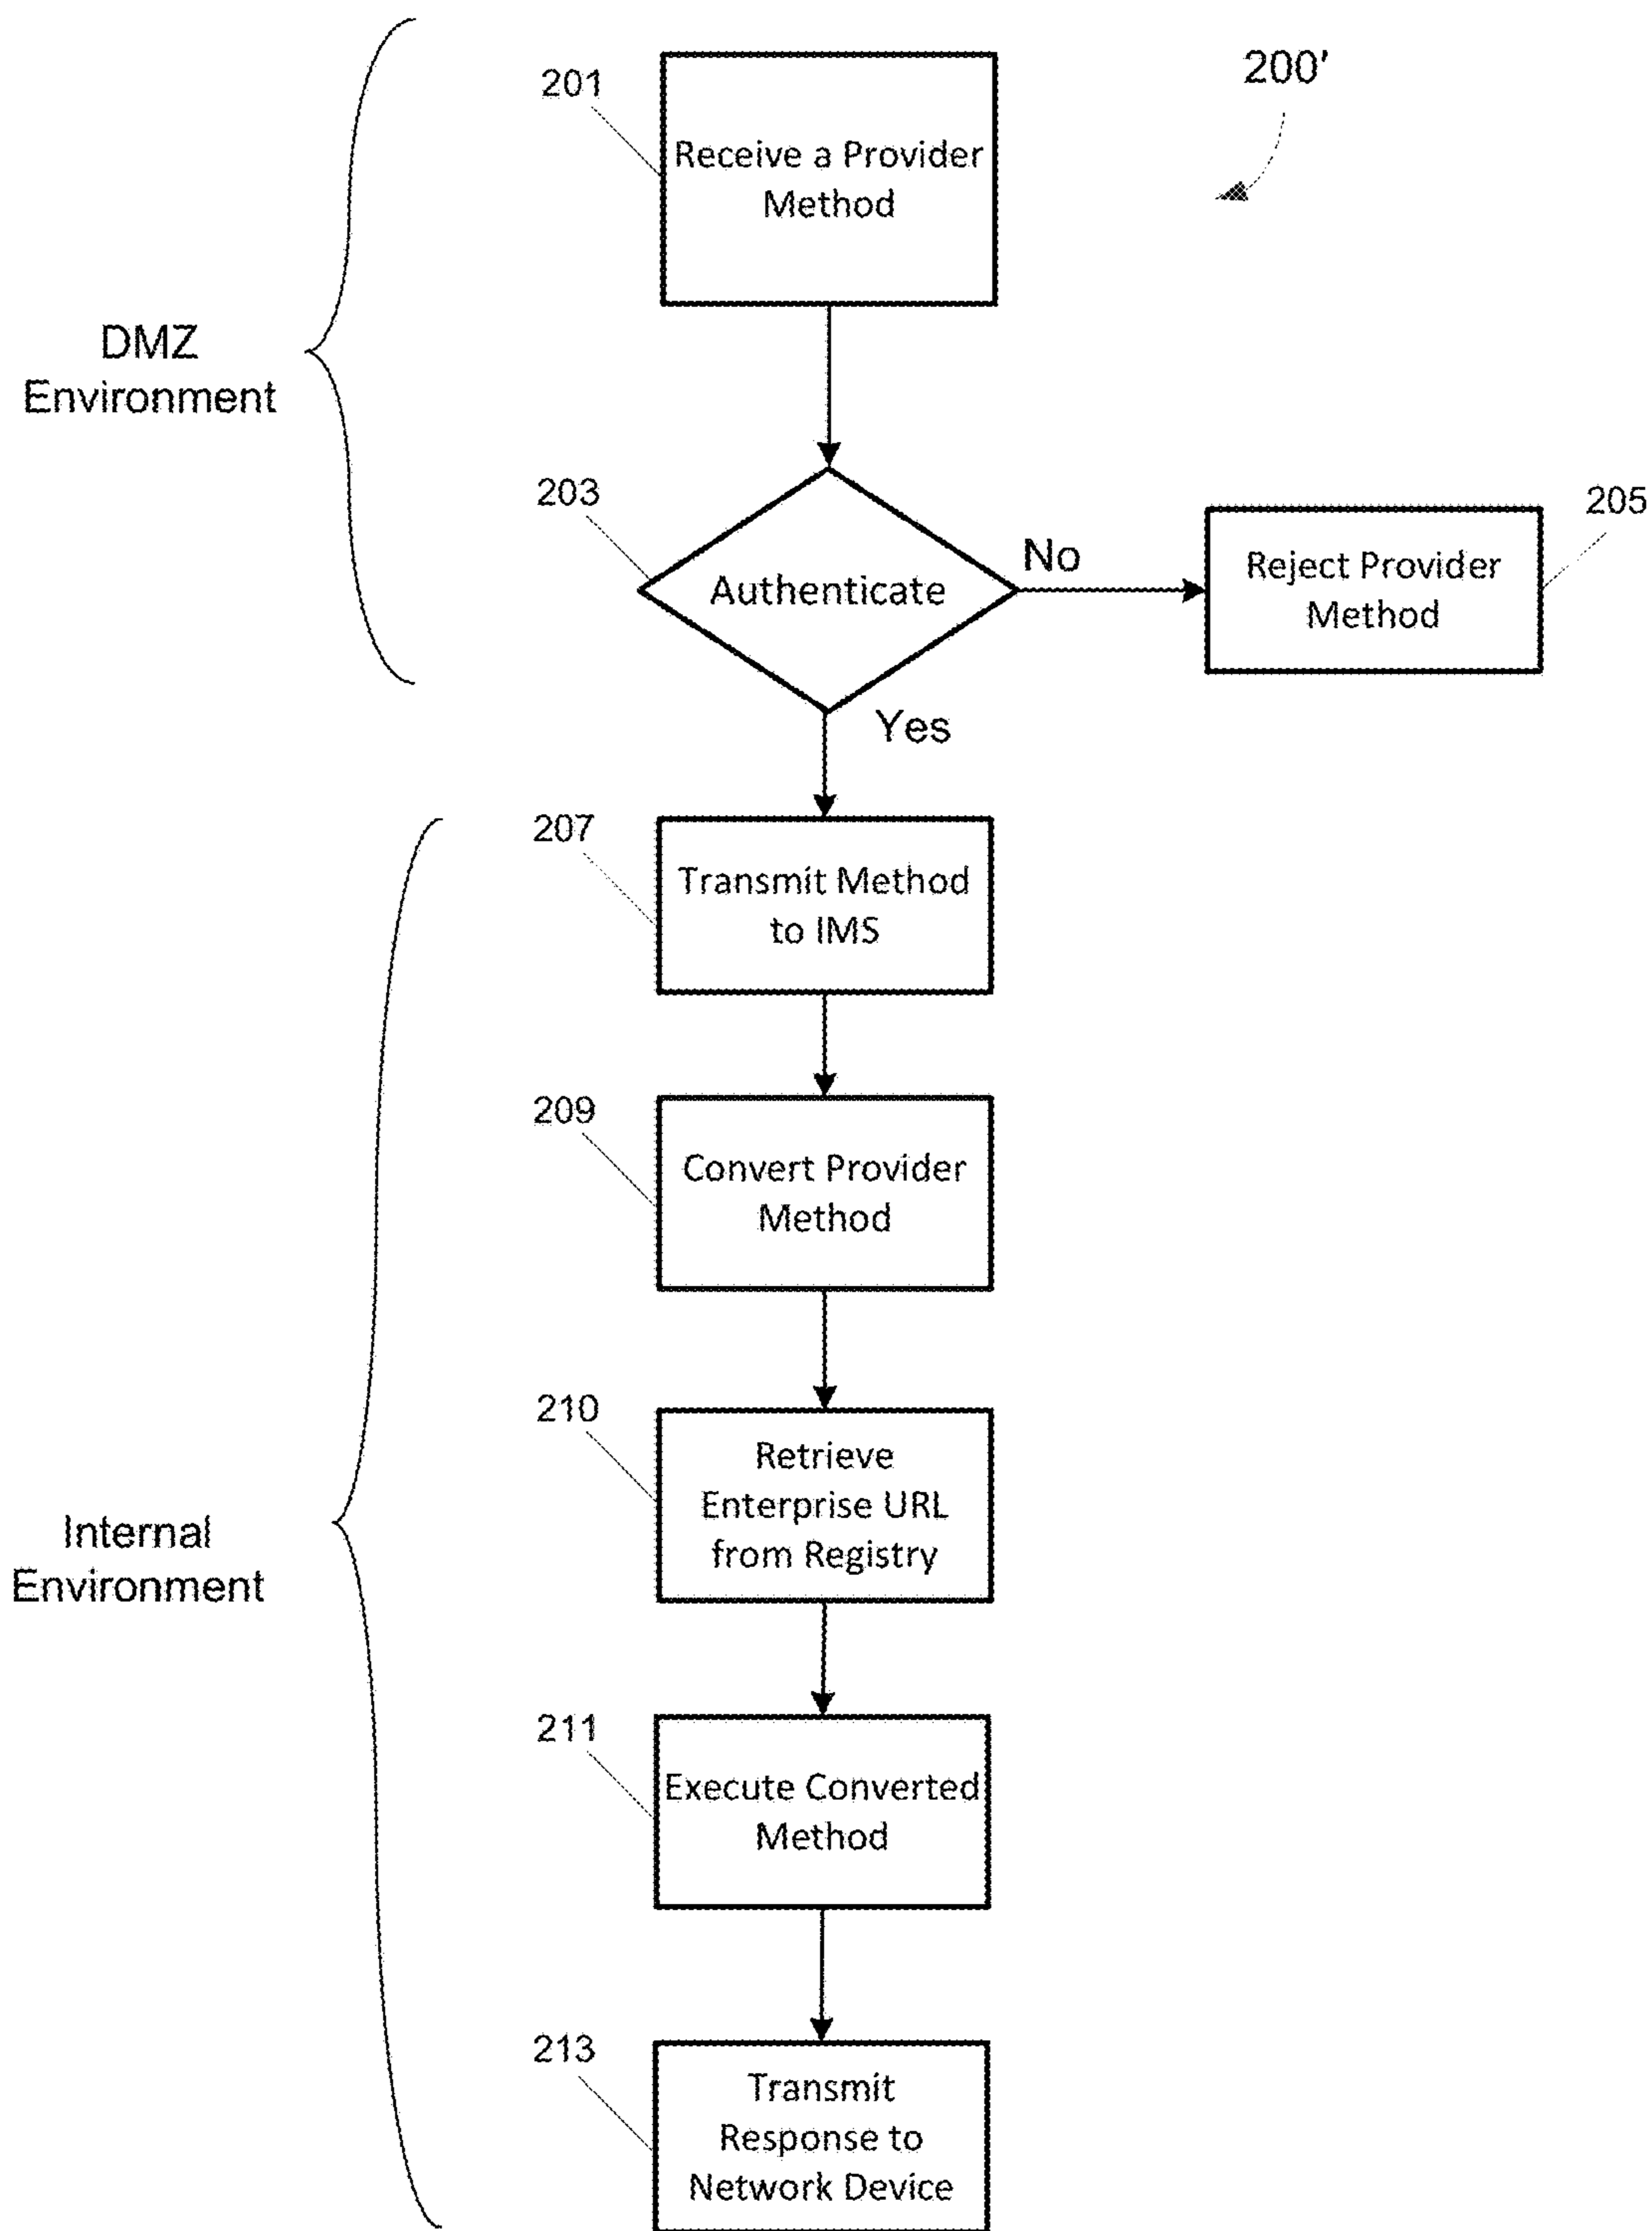 200'
201
Receive a Provider
Method
DMZ
Environment
203
Authenticate
No
205
Reject Provider
Method
Yes
207
Transmit Method
to IMS
209
Convert Provider
Method
210
Retrieve
Enterprise URL
from Registry
Internal
Environment
211
Execute Converted
Method
213
Transmit
Response to
Network Device